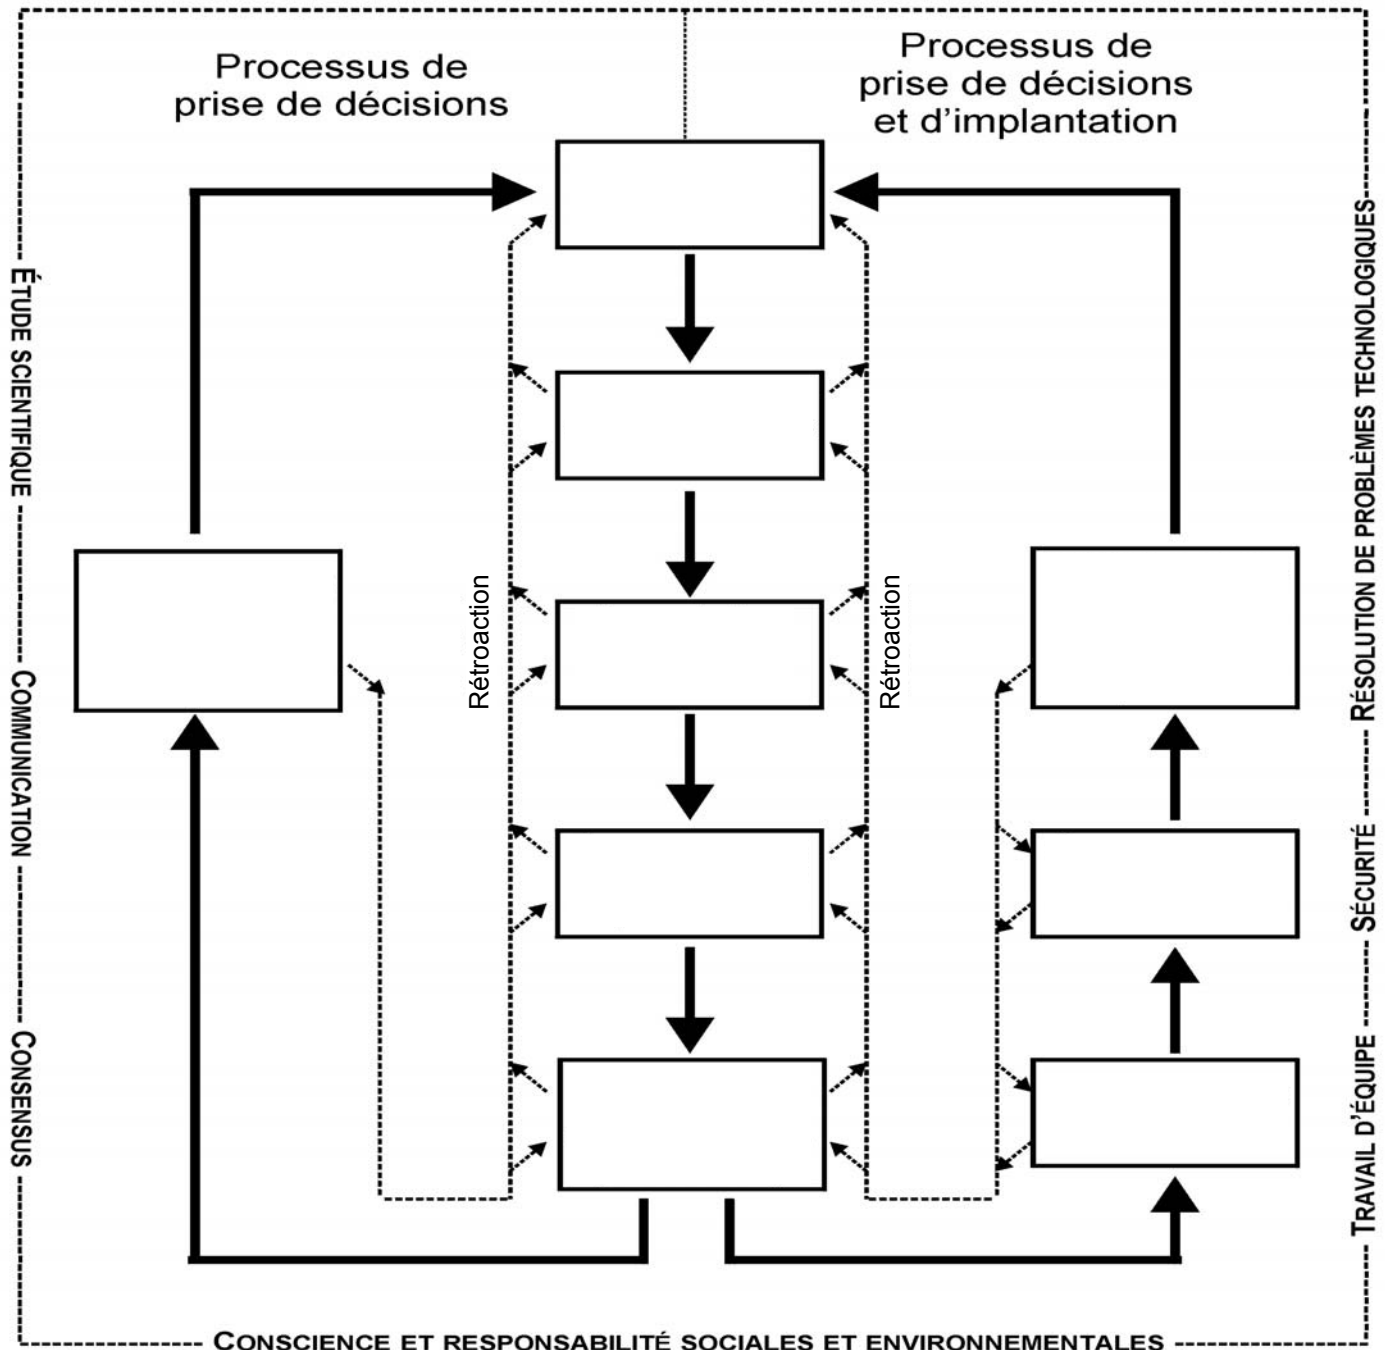 Processus de
prise de décisions
Processus de
prise de décisions
et d'implantation
ÉTUDE SCIENTIFIQUE
COMMUNICATION
CONSENSUS
Rétroaction
Rétroaction
RÉSOLUTION DE PROBLÈMES TECHNOLOGIQUES
SÉCURITÉ
TRAVAIL D'ÉQUIPE
CONSCIENCE ET RESPONSABILITÉ SOCIALES ET ENVIRONNEMENTALES